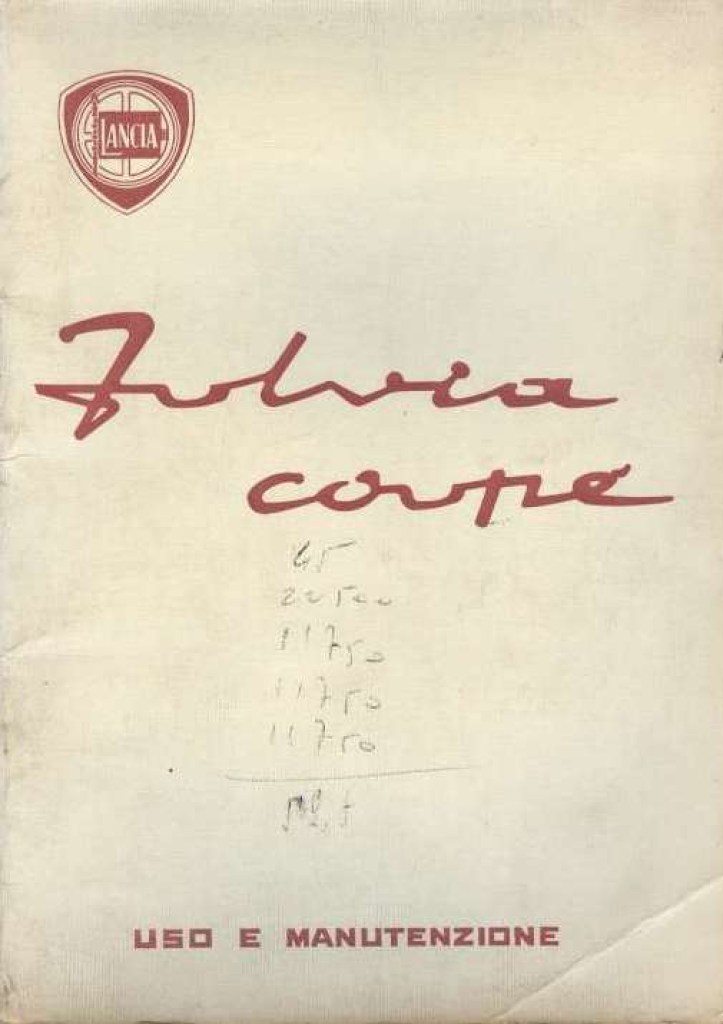 LANCIA
Fulvia
coupé
45
22500
11750
11750
11750
USO E MANUTENZIONE